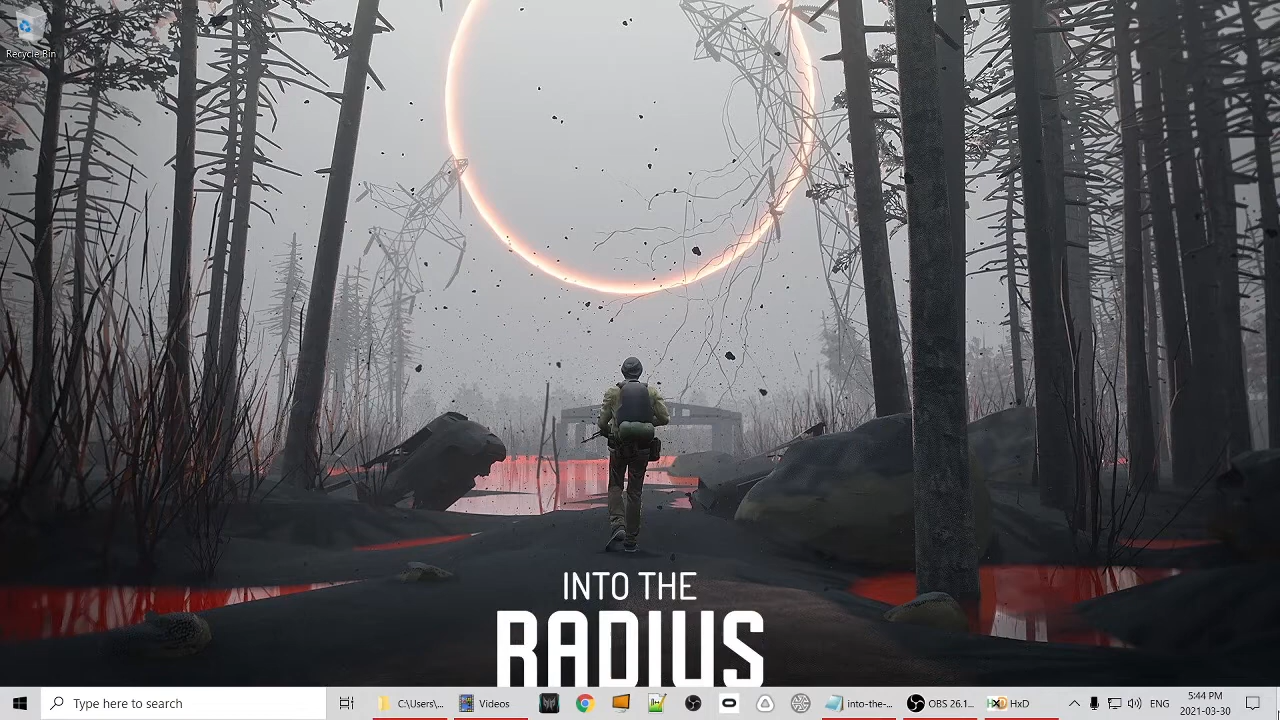 Recycle Bin
INTO THE
RADIUS
Type here to search
C:\Users\...
Videos
into-the-...
OBS 26.1...
HxD
ENG
5:44 PM
2021-03-30